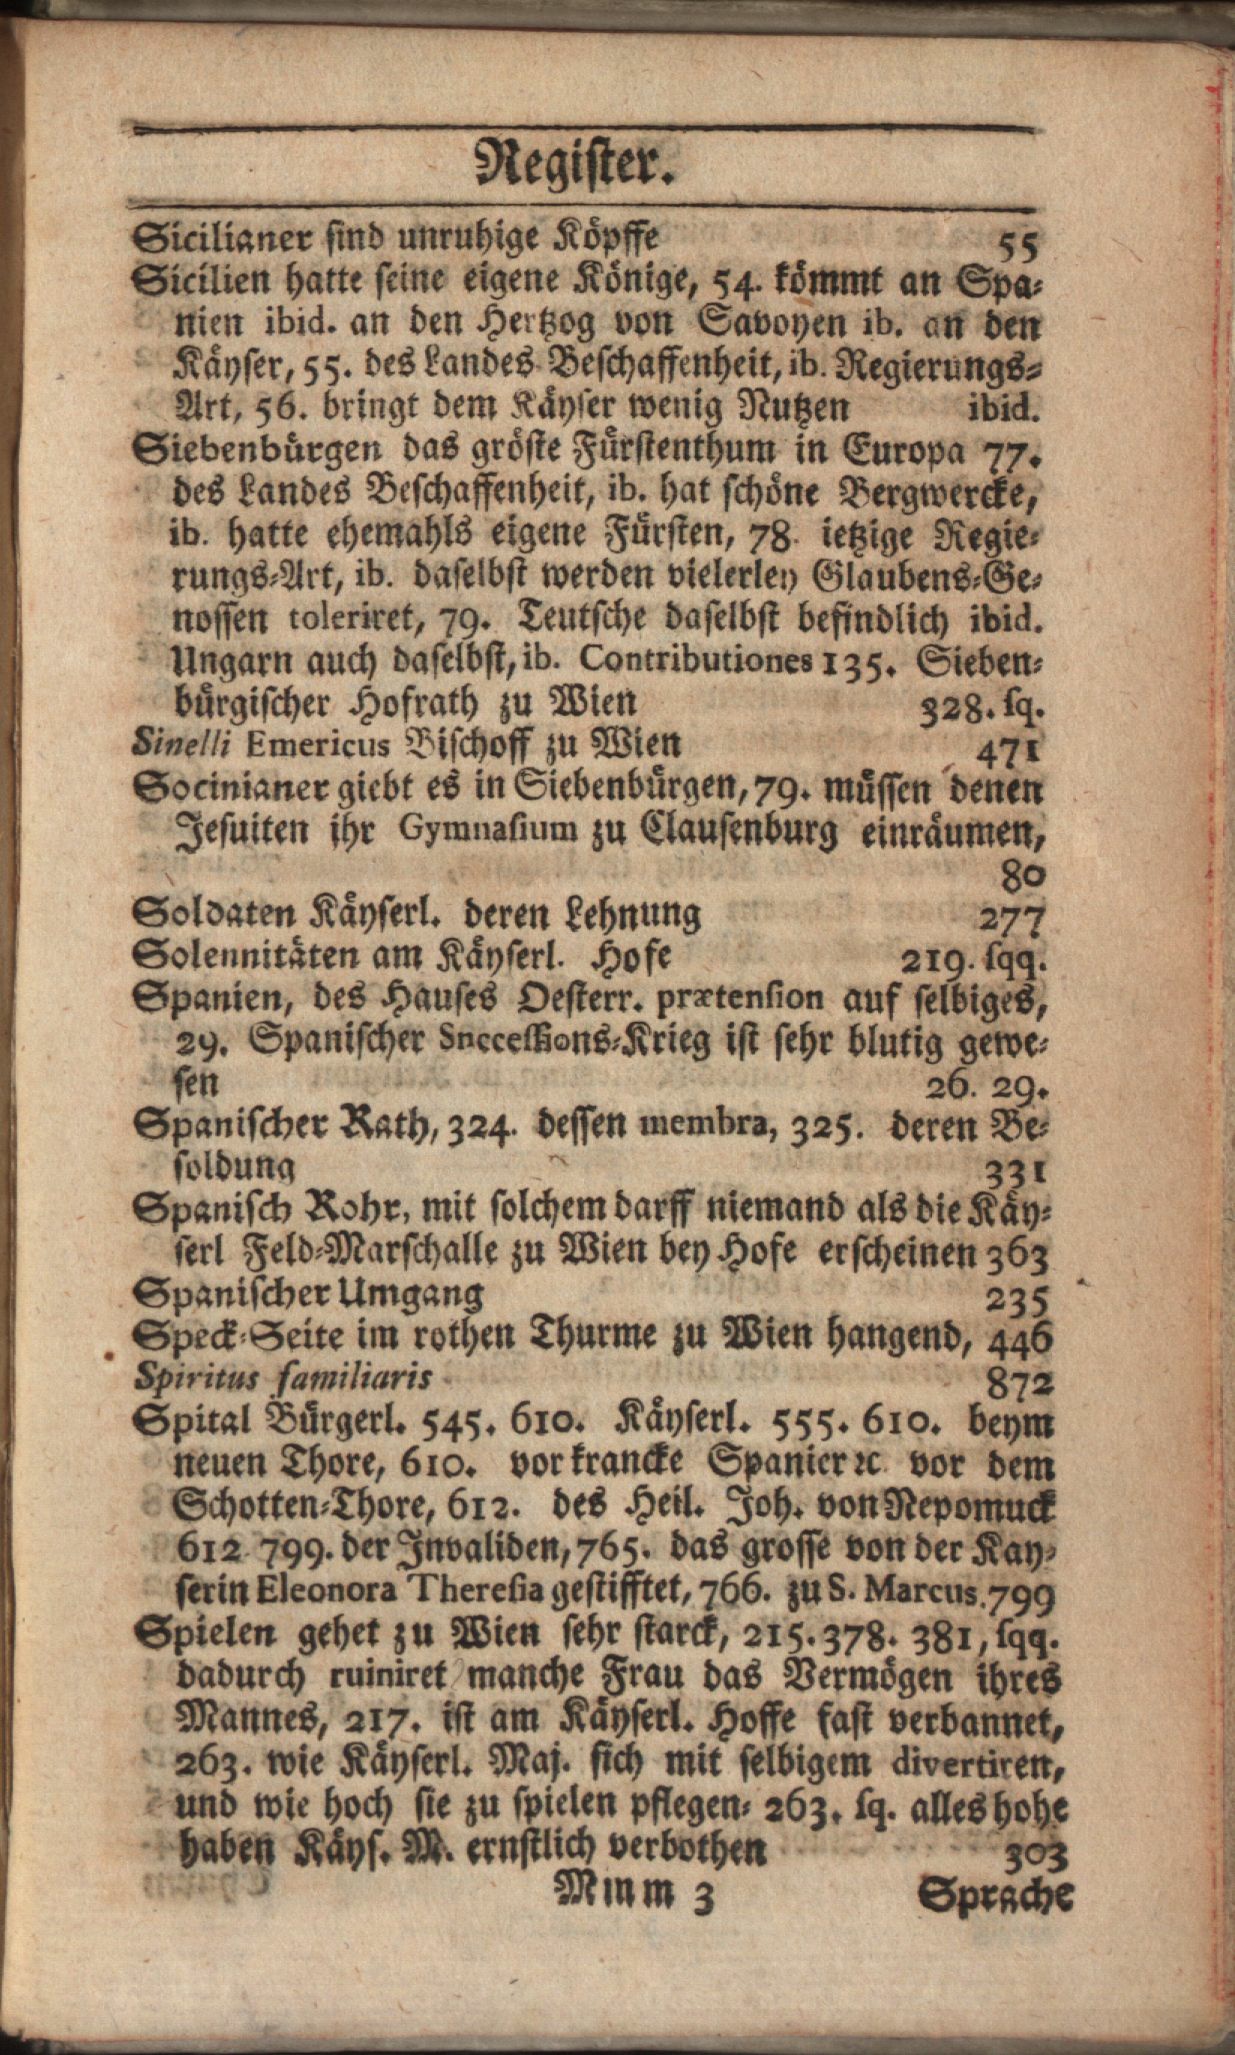 Register.
Sicilianer sind unruhige Köpffe 55
Sicilien hatte seine eigene Könige, 54. kömmt an Spa-
nien ibid. an den Hertzog von Savoyen ib. an den
Käyser, 55. des Landes Beschaffenheit, ib. Regierungs-
Art, 56. bringt dem Käyser wenig Nutzen ibid.
Siebenbürgen das gröste Fürstenthum in Europa 77.
des Landes Beschaffenheit, ib. hat schöne Bergwercke,
ib. hatte ehemahls eigene Fürsten, 78. ietzige Regie-
rungs-Art, ib. daselbst werden vielerley Glaubens-Ge-
nossen toleriret, 79. Teutsche daselbst befindlich ibid.
Ungarn auch daselbst, ib. Contributiones 135. Sieben-
bürgischer Hofrath zu Wien 328. sq.
Sinelli Emericus Bischoff zu Wien 471
Socinianer giebt es in Siebenbürgen, 79. müssen denen
Jesuiten ihr Gymnasium zu Clausenburg einräumen,
80
Soldaten Käyserl. deren Lehnung 277
Solennitäten am Käyserl. Hofe 219. sqq.
Spanien, des Hauses Oesterr. prætension auf selbiges,
29. Spanischer Snccessions-Krieg ist sehr blutig gewe-
sen 26. 29.
Spanischer Rath, 324. dessen membra, 325. deren Be-
soldung 331
Spanisch Rohr, mit solchem darff niemand als die Käy-
serl Feld-Marschalle zu Wien bey Hofe erscheinen 363
Spanischer Umgang 235
Speck-Seite im rothen Thurme zu Wien hangend, 446
Spiritus familiaris 872
Spital Bürgerl. 545. 610. Käyserl. 555. 610. beym
neuen Thore, 610. vor krancke Spanier ꝛc. vor dem
Schotten-Thore, 612. des Heil. Joh. von Nepomuck
612 799. der Invaliden, 765. das grosse von der Kay-
serin Eleonora Theresia gestifftet, 766. zu S. Marcus. 799
Spielen gehet zu Wien sehr starck, 215. 378. 381, sqq.
dadurch ruiniret manche Frau das Vermögen ihres
Mannes, 217. ist am Käyserl. Hoffe fast verbannet,
263. wie Käyserl. Maj. sich mit selbigem divertiren,
und wie hoch sie zu spielen pflegen- 263. sq. alles hohe
haben Käys. M. ernstlich verbothen 303
Mmm 3 Sprache